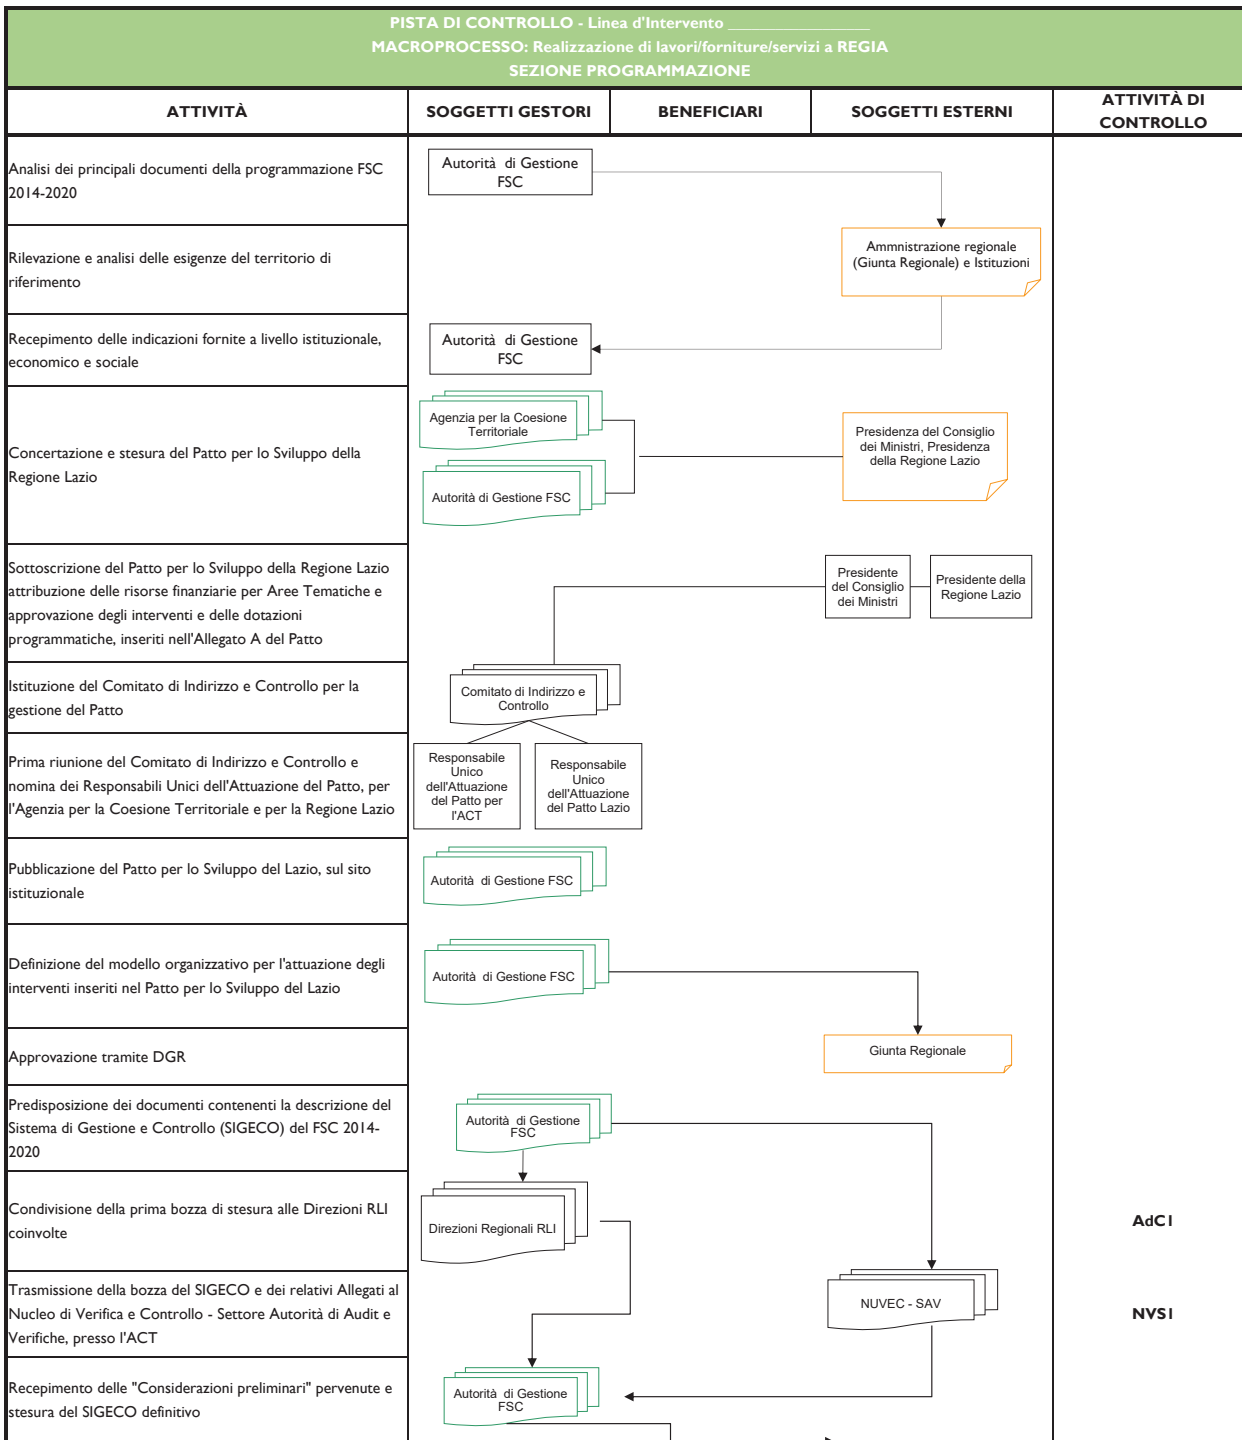 PISTA DI CONTROLLO - Linea d'Intervento ___________________
MACROPROCESSO: Realizzazione di lavori/forniture/servizi a REGIA
SEZIONE PROGRAMMAZIONE
ATTIVITÀ
SOGGETTI GESTORI
BENEFICIARI
SOGGETTI ESTERNI
ATTIVITÀ DI
CONTROLLO
Analisi dei principali documenti della programmazione FSC
2014-2020
Autorità di Gestione
FSC
Rilevazione e analisi delle esigenze del territorio di
riferimento
Ammnistrazione regionale
(Giunta Regionale) e Istituzioni
Recepimento delle indicazioni fornite a livello istituzionale,
economico e sociale
Autorità di Gestione
FSC
Concertazione e stesura del Patto per lo Sviluppo della
Regione Lazio
Agenzia per la Coesione
Territoriale
Autorità di Gestione FSC
Presidenza del Consiglio
dei Ministri, Presidenza
della Regione Lazio
Sottoscrizione del Patto per lo Sviluppo della Regione Lazio
attribuzione delle risorse finanziarie per Aree Tematiche e
approvazione degli interventi e delle dotazioni
programmatiche, inseriti nell'Allegato A del Patto
Presidente
del Consiglio
dei Ministri
Presidente della
Regione Lazio
Istituzione del Comitato di Indirizzo e Controllo per la
gestione del Patto
Comitato di Indirizzo e
Controllo
Prima riunione del Comitato di Indirizzo e Controllo e
nomina dei Responsabili Unici dell'Attuazione del Patto, per
l'Agenzia per la Coesione Territoriale e per la Regione Lazio
Responsabile
Unico
dell'Attuazione
del Patto per
l'ACT
Responsabile
Unico
dell'Attuazione
del Patto Lazio
Pubblicazione del Patto per lo Sviluppo del Lazio, sul sito
istituzionale
Autorità di Gestione FSC
Definizione del modello organizzativo per l'attuazione degli
interventi inseriti nel Patto per lo Sviluppo del Lazio
Autorità di Gestione FSC
Approvazione tramite DGR
Giunta Regionale
Predisposizione dei documenti contenenti la descrizione del
Sistema di Gestione e Controllo (SIGECO) del FSC 2014-
2020
Autorità di Gestione
FSC
Condivisione della prima bozza di stesura alle Direzioni RLI
coinvolte
Direzioni Regionali RLI
AdC1
Trasmissione della bozza del SIGECO e dei relativi Allegati al
Nucleo di Verifica e Controllo - Settore Autorità di Audit e
Verifiche, presso l'ACT
NUVEC - SAV
NVS1
Recepimento delle "Considerazioni preliminari" pervenute e
stesura del SIGECO definitivo
Autorità di Gestione
FSC